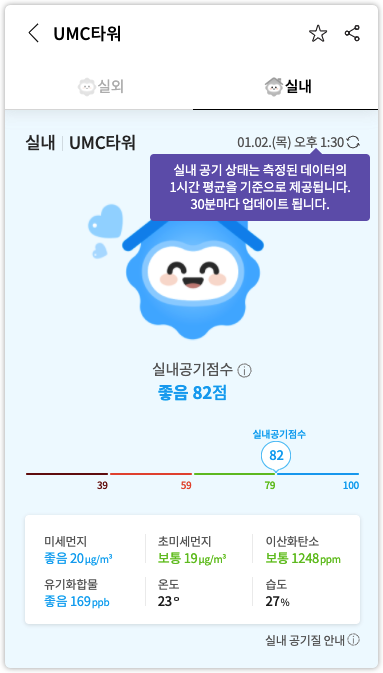 UMC타워
실외
실내
실내 UMC타워
01.02.(목) 오후 1:30
실내 공기 상태는 측정된 데이터의
1시간 평균을 기준으로 제공됩니다.
30분마다 업데이트 됩니다.
실내공기점수
좋음 82점
실내공기점수
82
39 59 79 100
미세먼지 초미세먼지 이산화탄소
좋음 20µg/m³ 보통 19µg/m³ 보통 1248ppm
유기화합물 온도 습도
좋음 169ppb 23° 27%
실내 공기질 안내